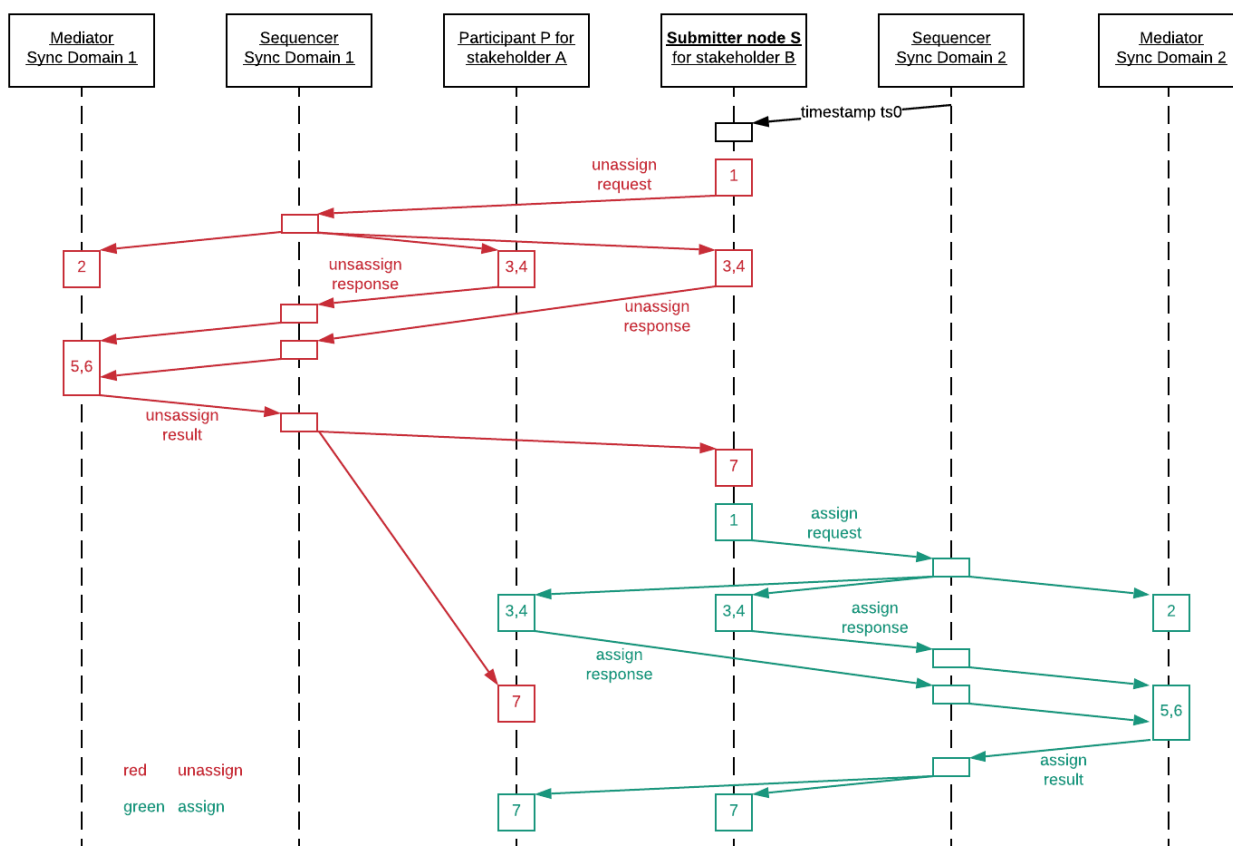 Mediator
Sync Domain 1
Sequencer
Sync Domain 1
Participant P for
stakeholder A
Submitter node S
for stakeholder B
Sequencer
Sync Domain 2
Mediator
Sync Domain 2
timestamp ts0
unassign
request
1
2
unsassign
response
3,4
3,4
unassign
response
5,6
unsassign
result
7
1
assign
request
3,4
3,4
assign
response
2
assign
response
7
5,6
assign
result
red unassign
green assign
7
7